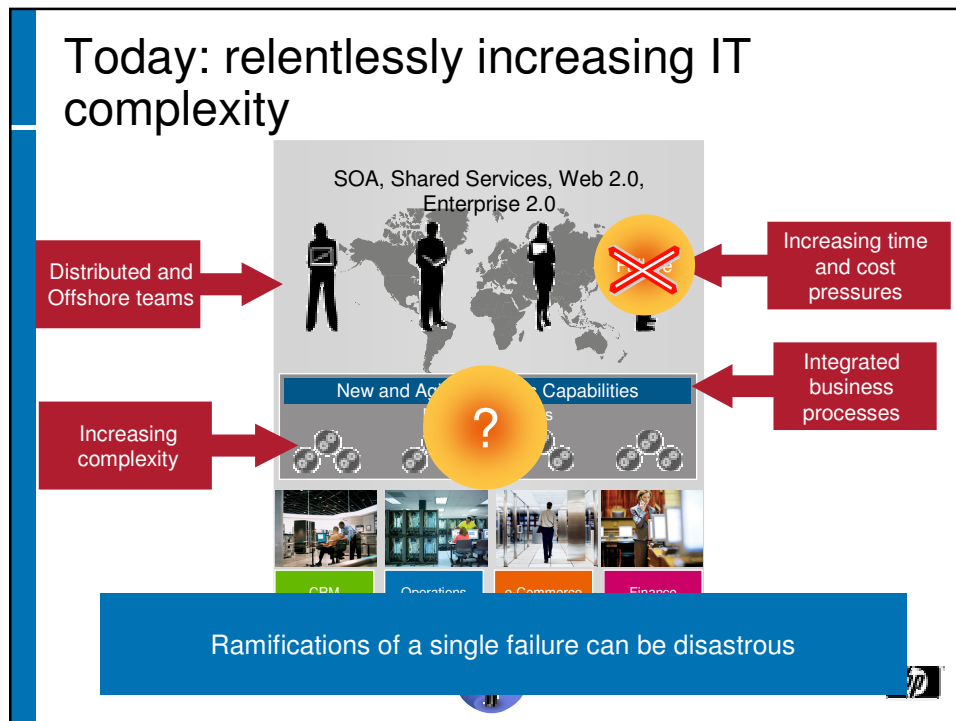 Today: relentlessly increasing IT
complexity
SOA, Shared Services, Web 2.0,
Enterprise 2.0
Distributed and
Offshore teams
Increasing time
and cost
pressures
Integrated
business
processes
New and Capabilities
Increasing
complexity
?
CRM
Operations
e-Commerce
Finance
Ramifications of a single failure can be disastrous
hp